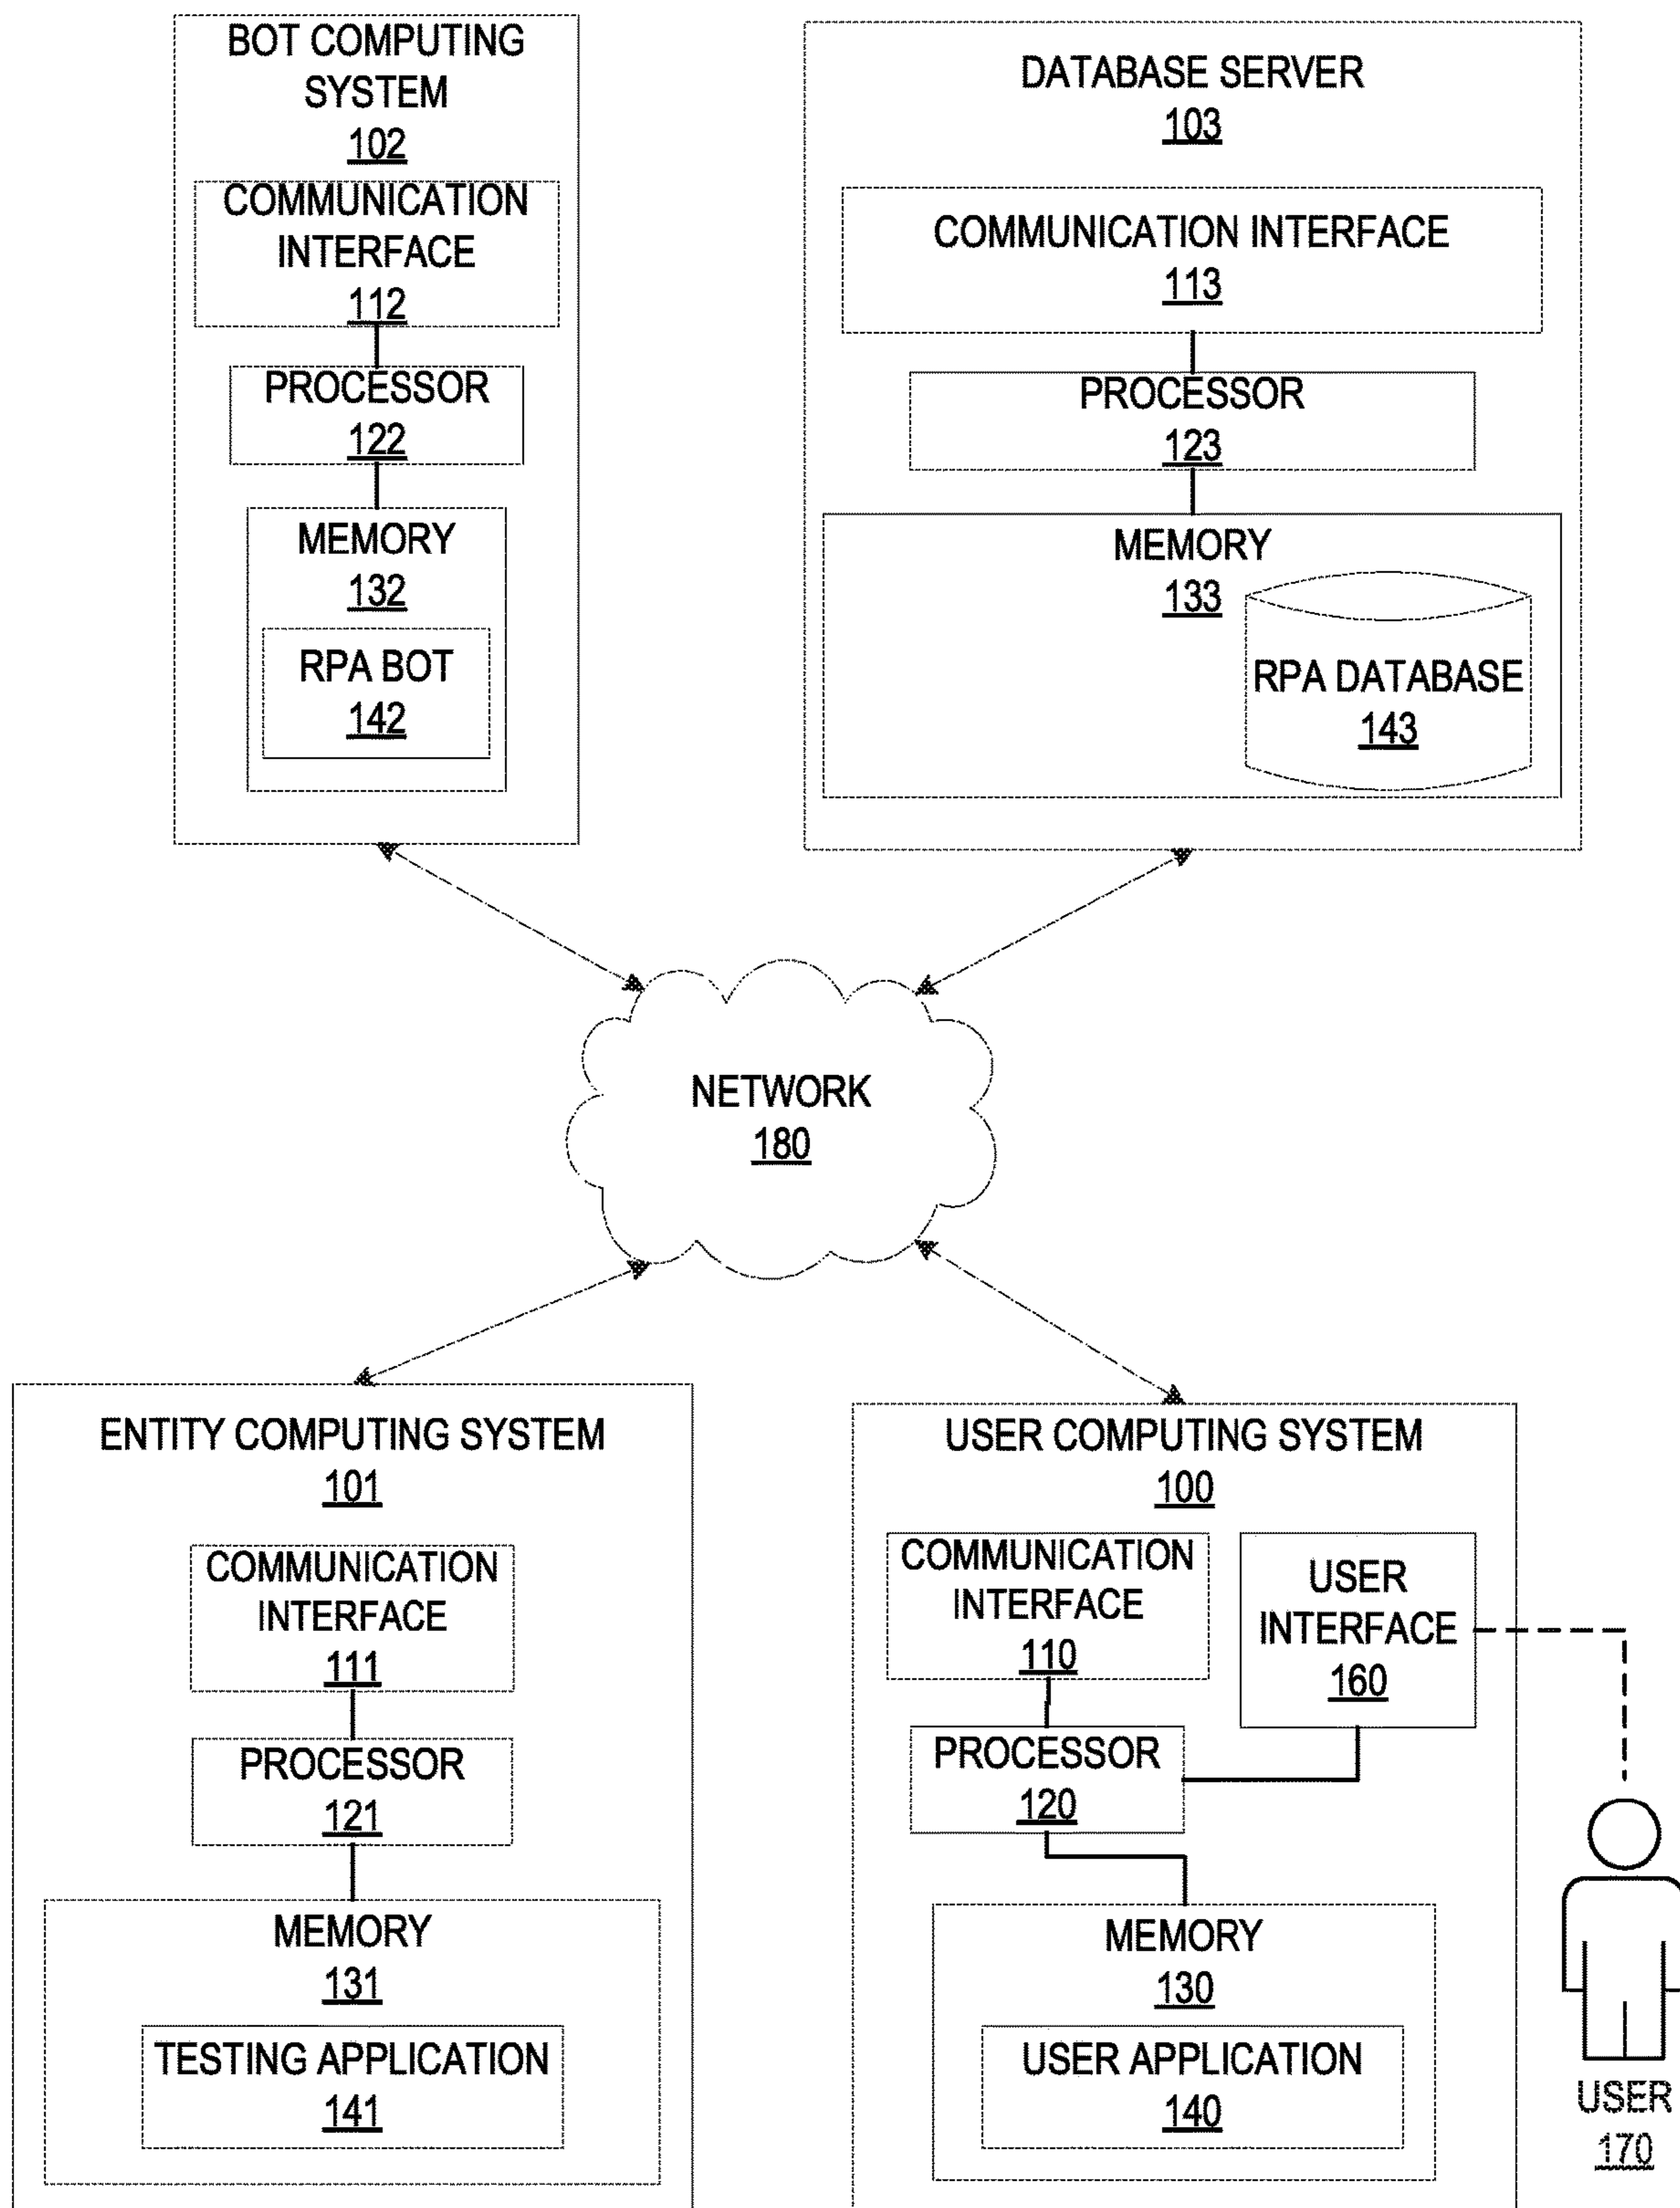 BOT COMPUTING
SYSTEM
102
COMMUNICATION
INTERFACE
112
PROCESSOR
122
MEMORY
132
RPA BOT
142
DATABASE SERVER
103
COMMUNICATION INTERFACE
113
PROCESSOR
123
MEMORY
133
RPA DATABASE
143
NETWORK
180
ENTITY COMPUTING SYSTEM
101
COMMUNICATION
INTERFACE
111
PROCESSOR
121
MEMORY
131
TESTING APPLICATION
141
USER COMPUTING SYSTEM
100
COMMUNICATION
INTERFACE
110
USER
INTERFACE
160
PROCESSOR
120
MEMORY
130
USER APPLICATION
140
USER
170